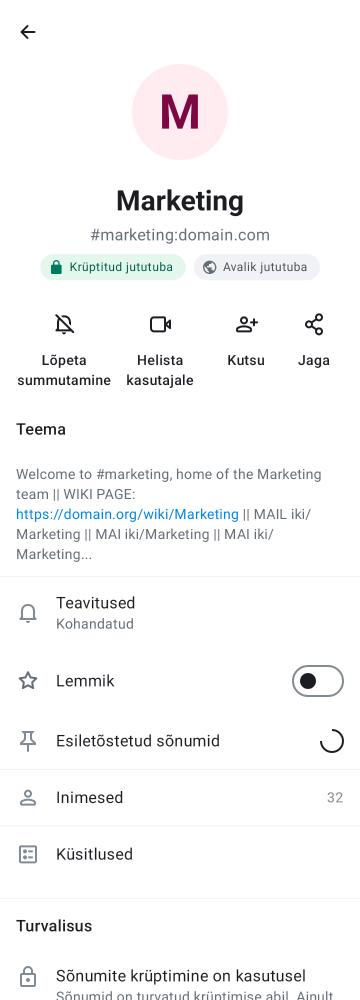 M
Marketing
#marketing:domain.com
Krüptitud jututuba
Avalik jututuba
Lõpeta
summutamine
Helista
kasutajale
Kutsu
Jaga
Teema
Welcome to #marketing, home of the Marketing
team || WIKI PAGE:
https://domain.org/wiki/Marketing || MAIL iki/
Marketing || MAI iki/Marketing || MAI iki/
Marketing...
Teavitused
Kohandatud
Lemmik
Esiletõstetud sõnumid
Inimesed 32
Küsitlused
Turvalisus
Sõnumite krüptimine on kasutusel
Sõnumid on turvatud krüptimise abil. Ainult